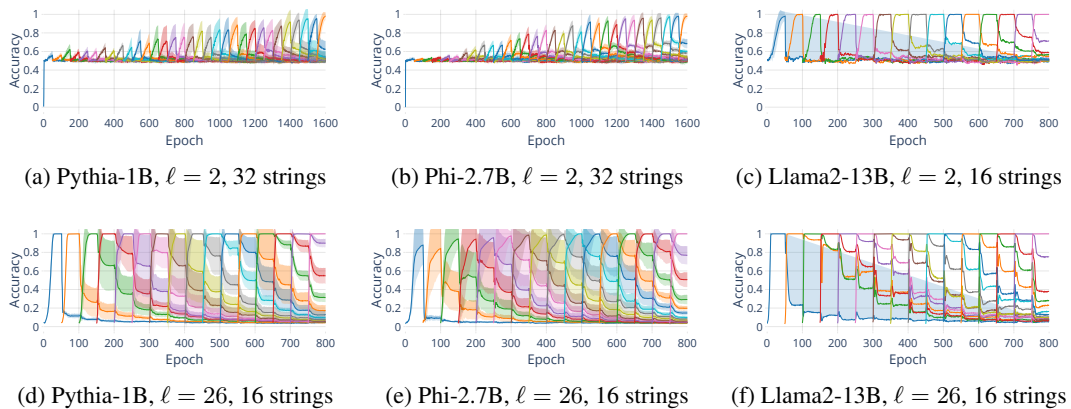 1
0.8
0.6
0.4
0.2
0
Accuracy
0 200 400 600 800 1000 1200 1400 1600
Epoch
(a) Pythia-1B, ℓ = 2, 32 strings
1
0.8
0.6
0.4
0.2
0
Accuracy
0 200 400 600 800 1000 1200 1400 1600
Epoch
(b) Phi-2.7B, ℓ = 2, 32 strings
1
0.8
0.6
0.4
0.2
0
Accuracy
0 100 200 300 400 500 600 700 800
Epoch
(c) Llama2-13B, ℓ = 2, 16 strings
1
0.8
0.6
0.4
0.2
0
Accuracy
0 100 200 300 400 500 600 700 800
Epoch
(d) Pythia-1B, ℓ = 26, 16 strings
1
0.8
0.6
0.4
0.2
0
Accuracy
0 100 200 300 400 500 600 700 800
Epoch
(e) Phi-2.7B, ℓ = 26, 16 strings
1
0.8
0.6
0.4
0.2
0
Accuracy
0 100 200 300 400 500 600 700 800
Epoch
(f) Llama2-13B, ℓ = 26, 16 strings